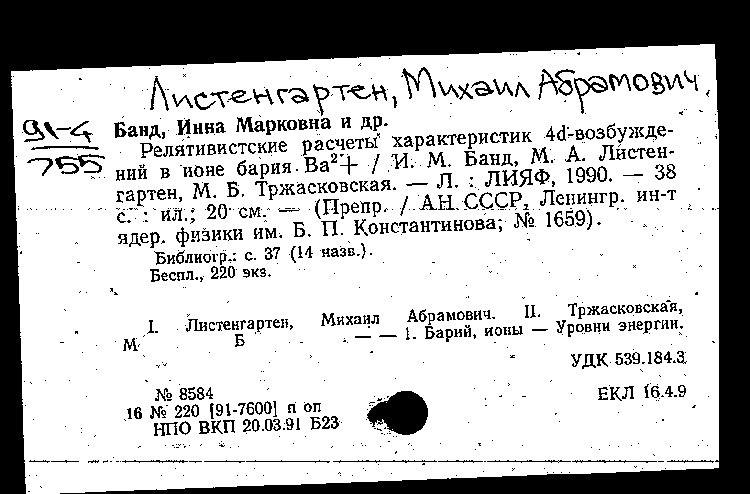 Листенгартен, Михаил Абрамович.
91-4
755
Банд, Инна Марковна и др.
Релятивистские расчеты характеристик 4d-возбужде-
ний в ионе бария Ba²+ / И. М. Банд, М. А. Листен-
гартен, М. Б. Тржасковская. — Л. : ЛИЯФ, 1990. — 38
с. : ил.; 20 см. — (Препр. / АН СССР, Ленингр. ин-т
ядер. физики им. Б. П. Константинова; № 1659).
Библиогр.: с. 37 (14 назв.).
Беспл., 220 экз.
I. Листенгартен, Михаил Абрамович. II. Тржасковская,
М Б — — 1. Барий, ионы — Уровни энергии.
УДК 539.184.3
№ 8584
ЕКЛ 16.4.9
16 № 220 [91-7600] п оп
НПО ВКП 20.03.91 Б23